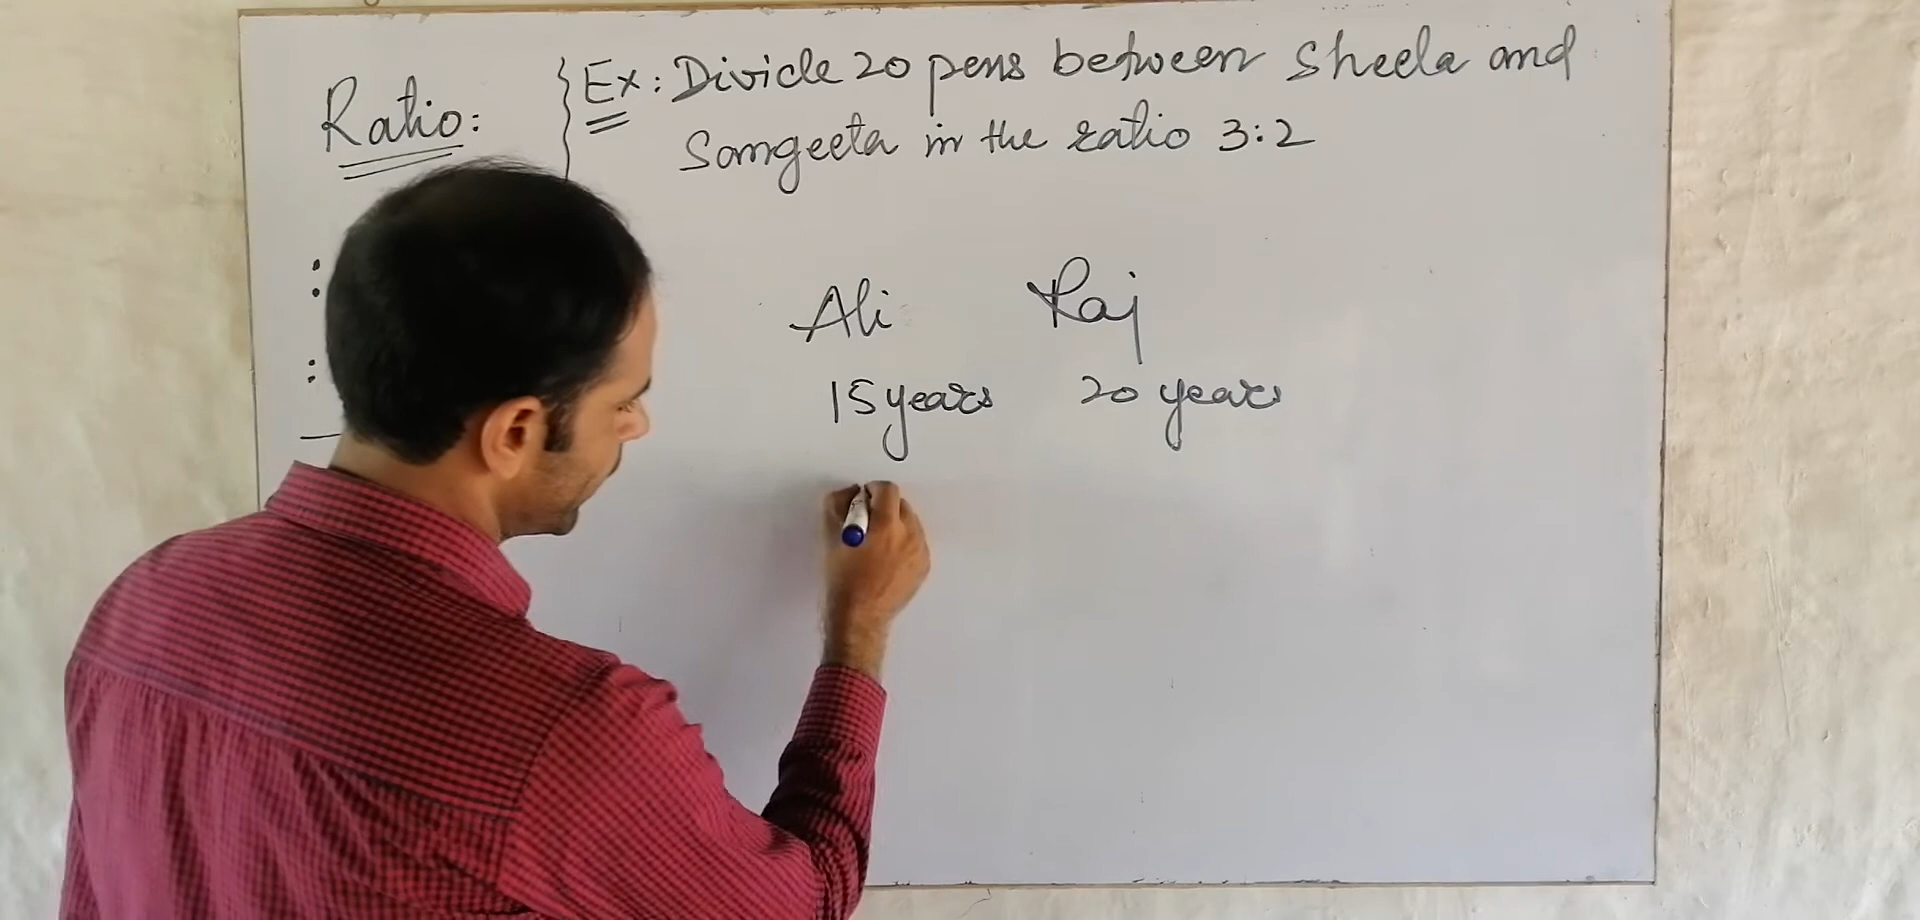 Ratio:
Ex: Divide 20 pens between Sheela and
Sangeeta in the ratio 3:2
:
:
Ali Raj
15 years 20 years